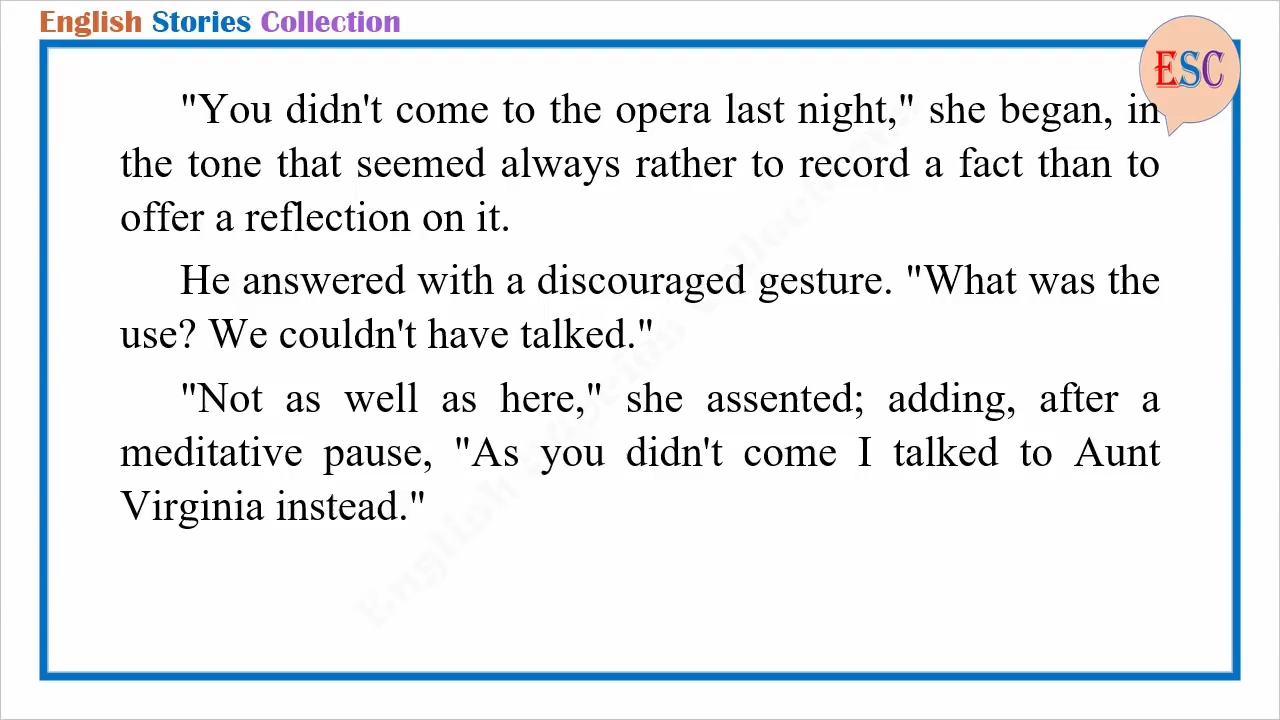 English Stories Collection
ESC
"You didn't come to the opera last night," she began, in
the tone that seemed always rather to record a fact than to
offer a reflection on it.
He answered with a discouraged gesture. "What was the
use? We couldn't have talked."
"Not as well as here," she assented; adding, after a
meditative pause, "As you didn't come I talked to Aunt
Virginia instead."
English